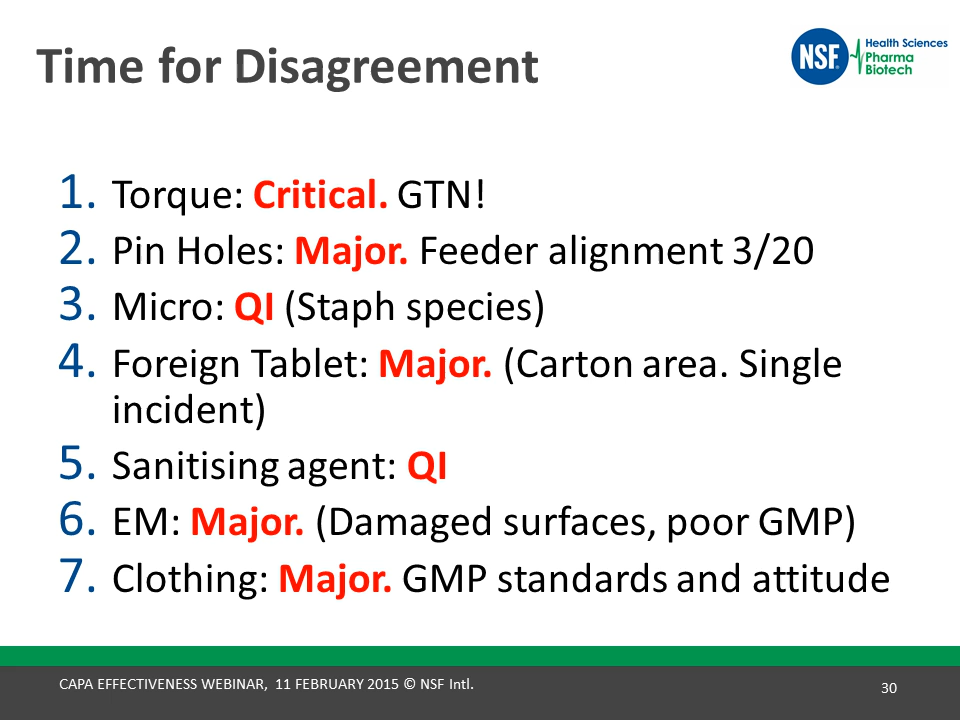 Time for Disagreement
NSF
Health Sciences
Pharma
Biotech
1. Torque: Critical. GTN!
2. Pin Holes: Major. Feeder alignment 3/20
3. Micro: QI (Staph species)
4. Foreign Tablet: Major. (Carton area. Single
incident)
5. Sanitising agent: QI
6. EM: Major. (Damaged surfaces, poor GMP)
7. Clothing: Major. GMP standards and attitude
CAPA EFFECTIVENESS WEBINAR, 11 FEBRUARY 2015 © NSF Intl.
30